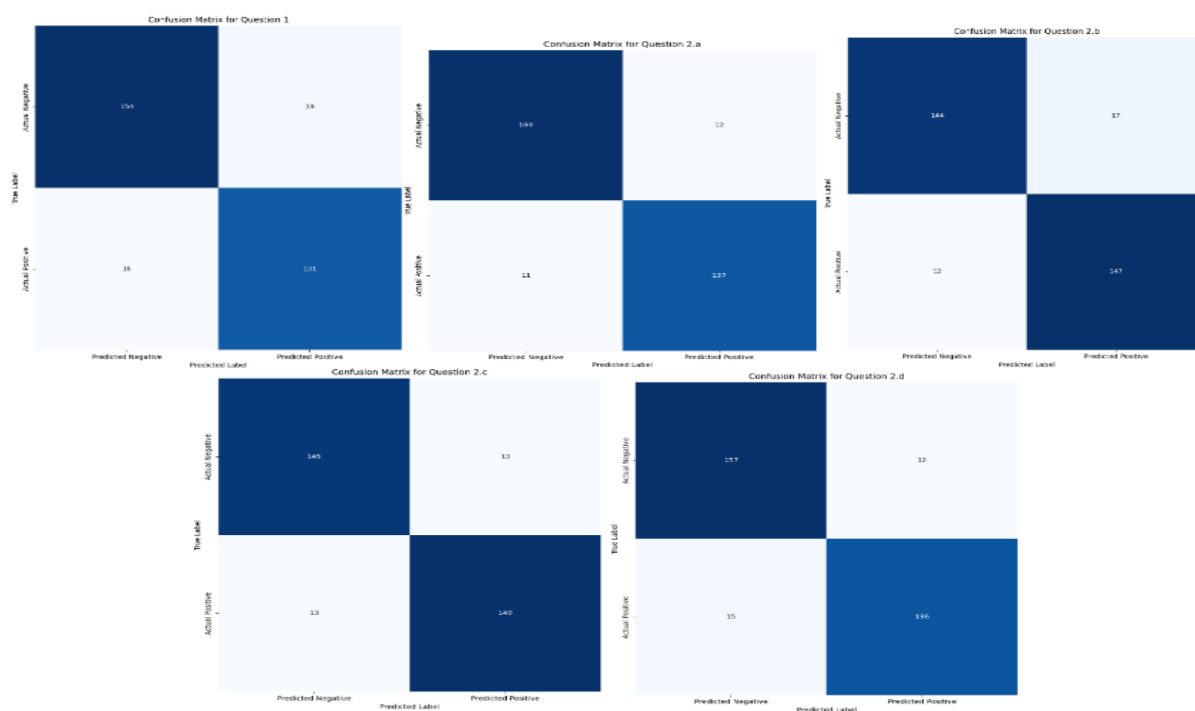 Confusion Matrix for Question 1
Actual Negative
154
19
True Label
Actual Positive
16
131
Predicted Negative
Predicted Positive
Predicted Label
Confusion Matrix for Question 2.a
Actual Negative
160
12
True Label
Actual Positive
11
137
Predicted Negative
Predicted Positive
Predicted Label
Confusion Matrix for Question 2.b
Actual Negative
144
17
True Label
Actual Positive
12
147
Predicted Negative
Predicted Positive
Predicted Label
Confusion Matrix for Question 2.c
Actual Negative
145
13
True Label
Actual Positive
13
149
Predicted Negative
Predicted Positive
Predicted Label
Confusion Matrix for Question 2.d
Actual Negative
157
12
True Label
Actual Positive
15
136
Predicted Negative
Predicted Positive
Predicted Label